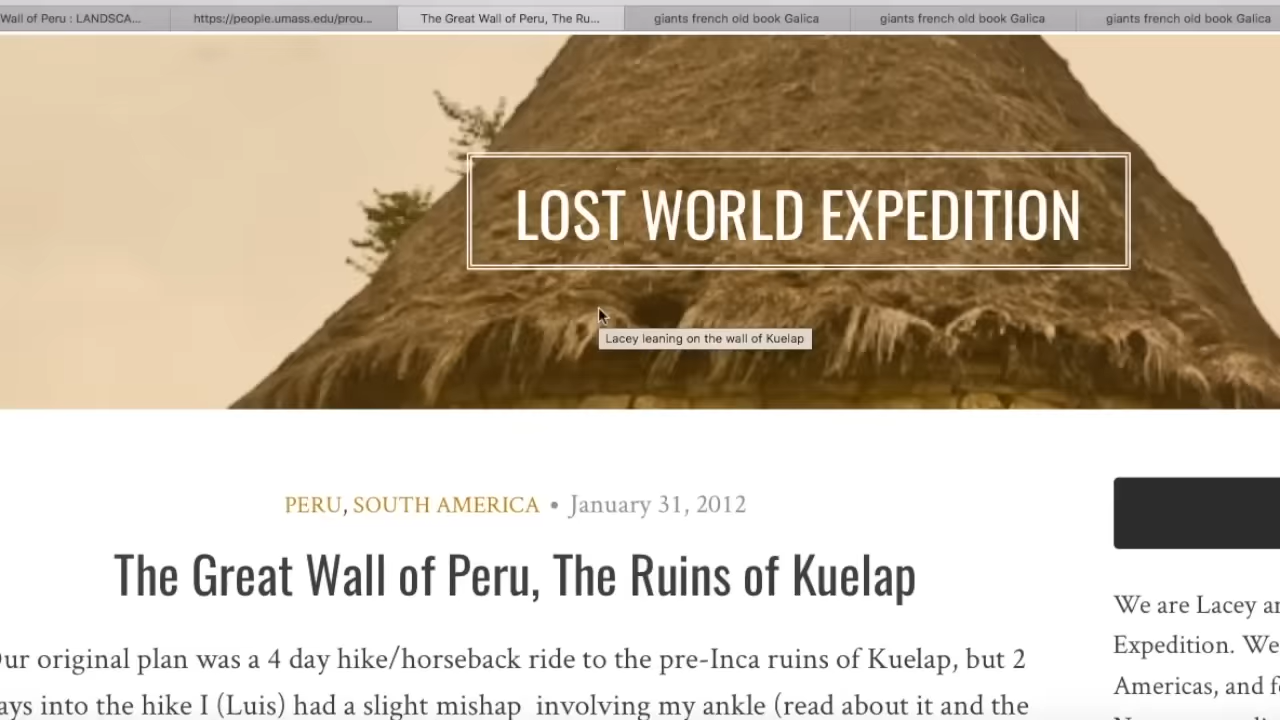 Wall of Peru : LANDSCA... https://people.umass.edu/prou... The Great Wall of Peru, The Ru... giants french old book Galica giants french old book Galica giants french old book Galica
LOST WORLD EXPEDITION
Lacey leaning on the wall of Kuelap
PERU, SOUTH AMERICA • January 31, 2012
The Great Wall of Peru, The Ruins of Kuelap
ur original plan was a 4 day hike/horseback ride to the pre-Inca ruins of Kuelap, but 2
ays into the hike I (Luis) had a slight mishap involving my ankle (read about it and the
We are Lacey an
Expedition. We
Americas, and f